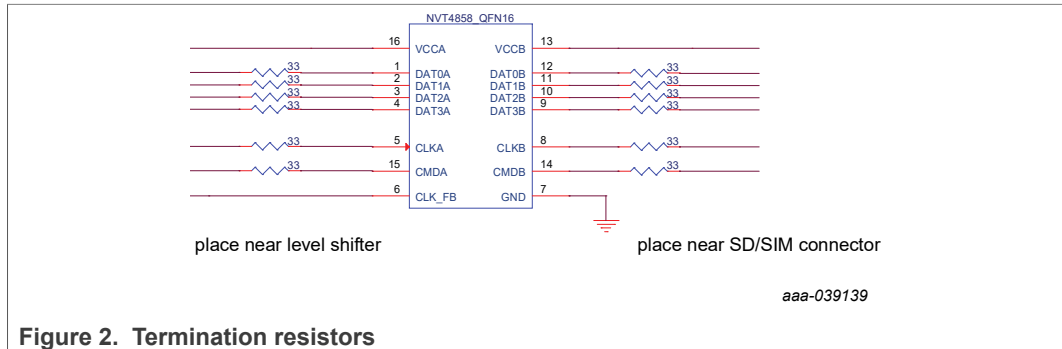 NVT4858_QFN16
16 VCCA VCCB 13
33 1 DAT0A DAT0B 12 33
33 2 DAT1A DAT1B 11 33
33 3 DAT2A DAT2B 10 33
33 4 DAT3A DAT3B 9 33
33 5 CLKA CLKB 8 33
33 15 CMDA CMDB 14 33
6 CLK_FB GND 7
place near level shifter place near SD/SIM connector
aaa-039139
Figure 2. Termination resistors